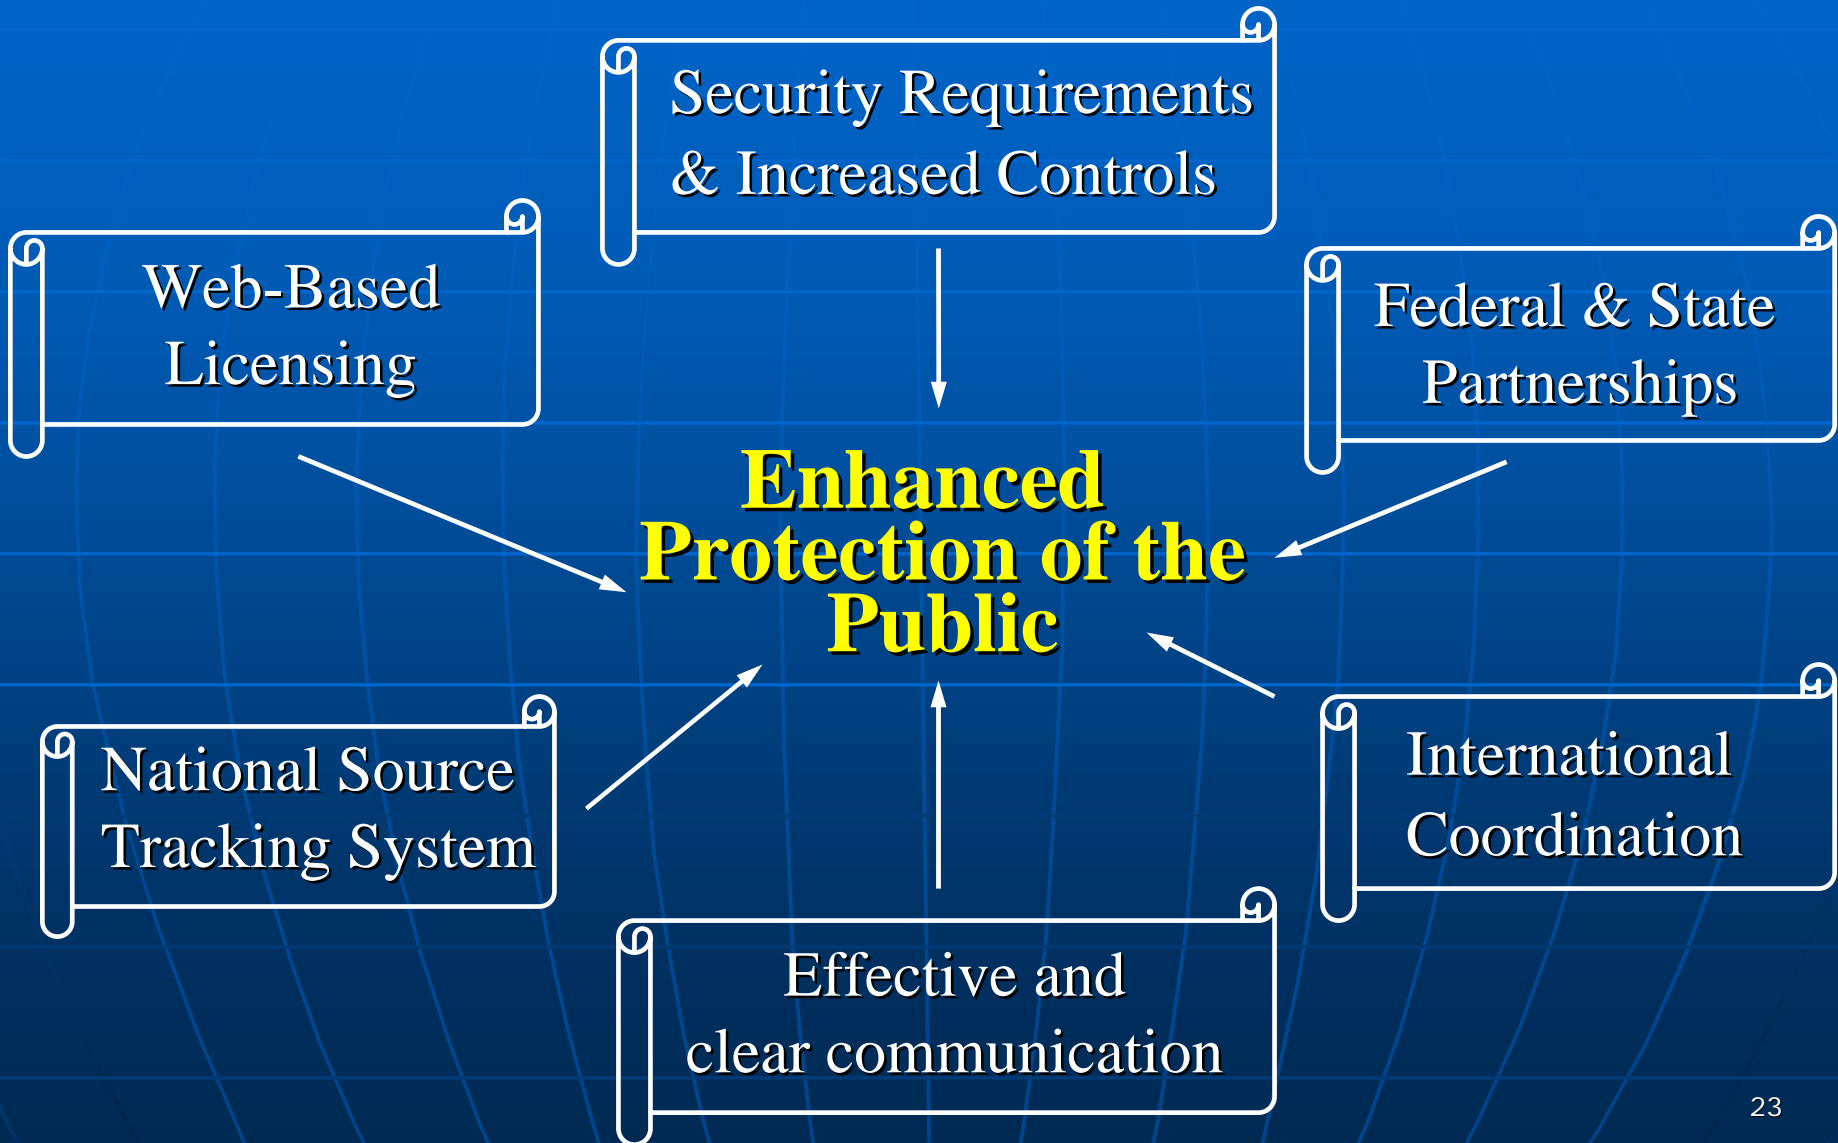 Security Requirements
& Increased Controls
Web-Based
Licensing
Federal & State
Partnerships
Enhanced
Protection of the
Public
National Source
Tracking System
International
Coordination
Effective and
clear communication
23